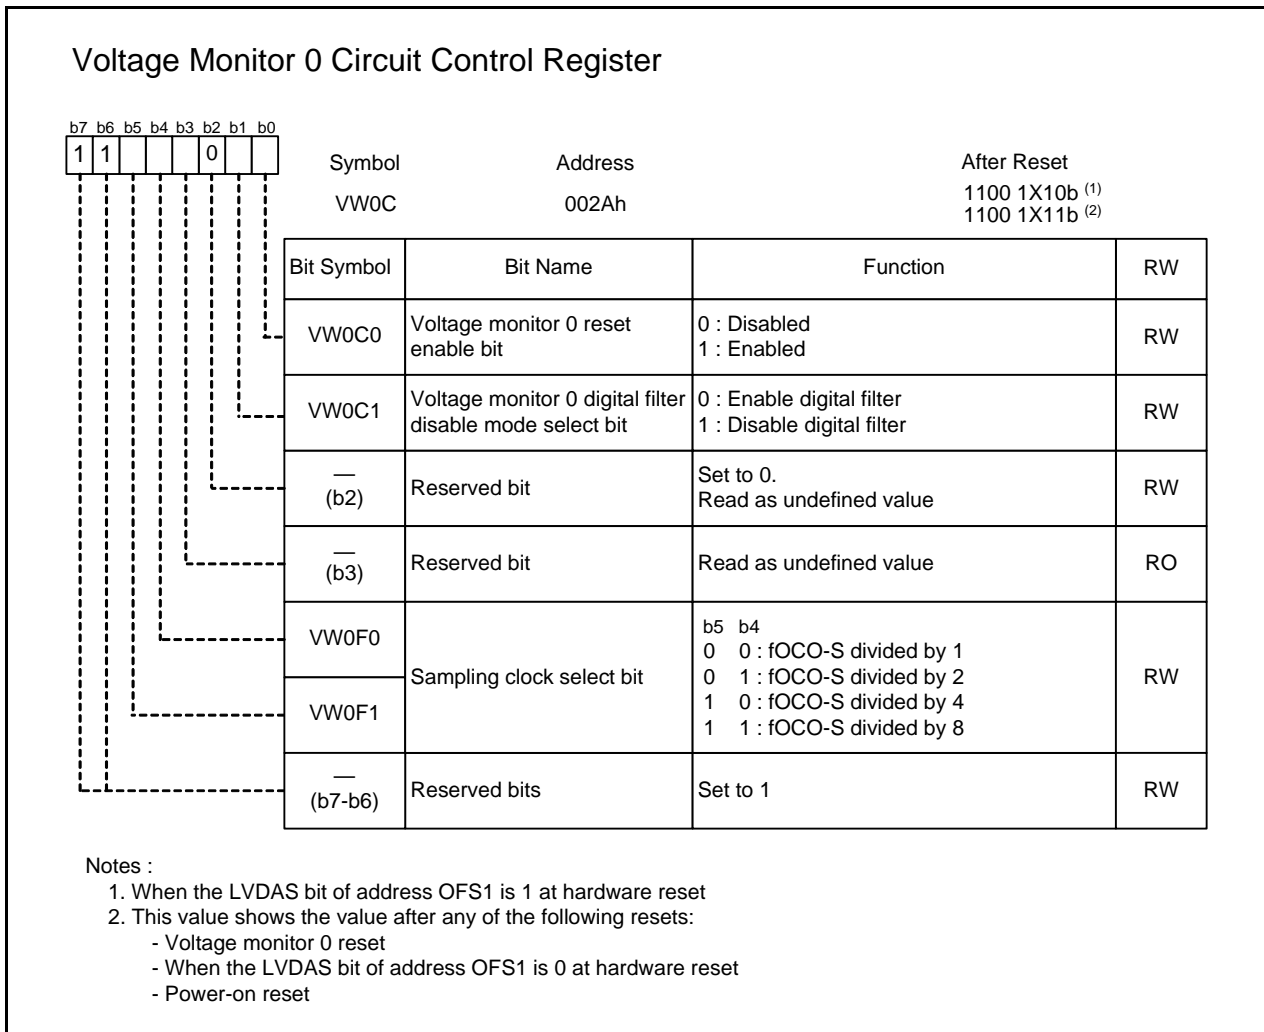 Voltage Monitor 0 Circuit Control Register
b7 b6 b5 b4 b3 b2 b1 b0
1 1 0
Symbol Address After Reset
VW0C 002Ah 1100 1X10b (1)
1100 1X11b (2)
Bit Symbol Bit Name Function RW
VW0C0 Voltage monitor 0 reset enable bit 0 : Disabled
1 : Enabled RW
VW0C1 Voltage monitor 0 digital filter disable mode select bit 0 : Enable digital filter
1 : Disable digital filter RW
—
(b2) Reserved bit Set to 0.
Read as undefined value RW
—
(b3) Reserved bit Read as undefined value RO
VW0F0
VW0F1
Sampling clock select bit
b5 b4
0 0 : fOCO-S divided by 1
0 1 : fOCO-S divided by 2
1 0 : fOCO-S divided by 4
1 1 : fOCO-S divided by 8
RW
—
(b7-b6) Reserved bits Set to 1 RW
Notes :
1. When the LVDAS bit of address OFS1 is 1 at hardware reset
2. This value shows the value after any of the following resets:
- Voltage monitor 0 reset
- When the LVDAS bit of address OFS1 is 0 at hardware reset
- Power-on reset